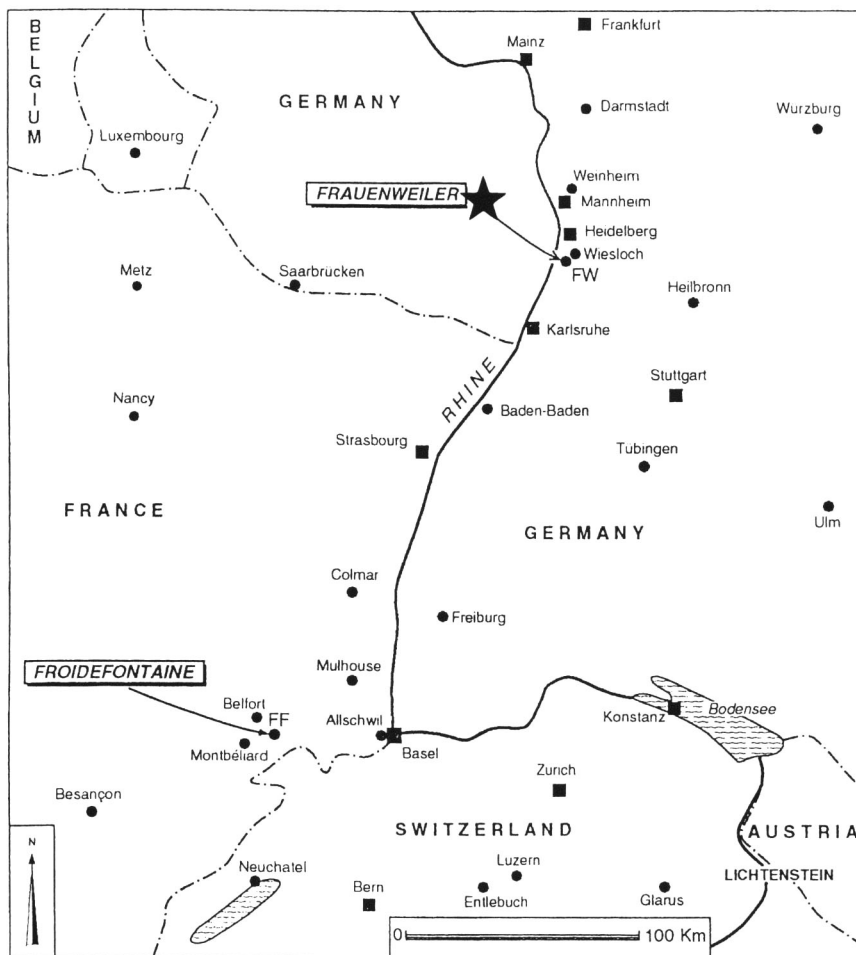 BELGIUM
Frankfurt
Mainz
GERMANY
Darmstadt
Wurzburg
Luxembourg
Weinheim
FRAUENWEILER
Mannheim
Heidelberg
Wiesloch
FW
Metz
Saarbrucken
Heilbronn
Karlsruhe
RHINE
Stuttgart
Nancy
Baden-Baden
Strasbourg
Tubingen
FRANCE
GERMANY
Ulm
Colmar
Freiburg
FROIDEFONTAINE
Mulhouse
Belfort
FF
Allschwil
Konstanz
Bodensee
Montbéliard
Basel
Besançon
Zurich
SWITZERLAND
AUSTRIA
N
Neuchatel
Luzern
LICHTENSTEIN
Bern
Entlebuch
Glarus
0 100 Km